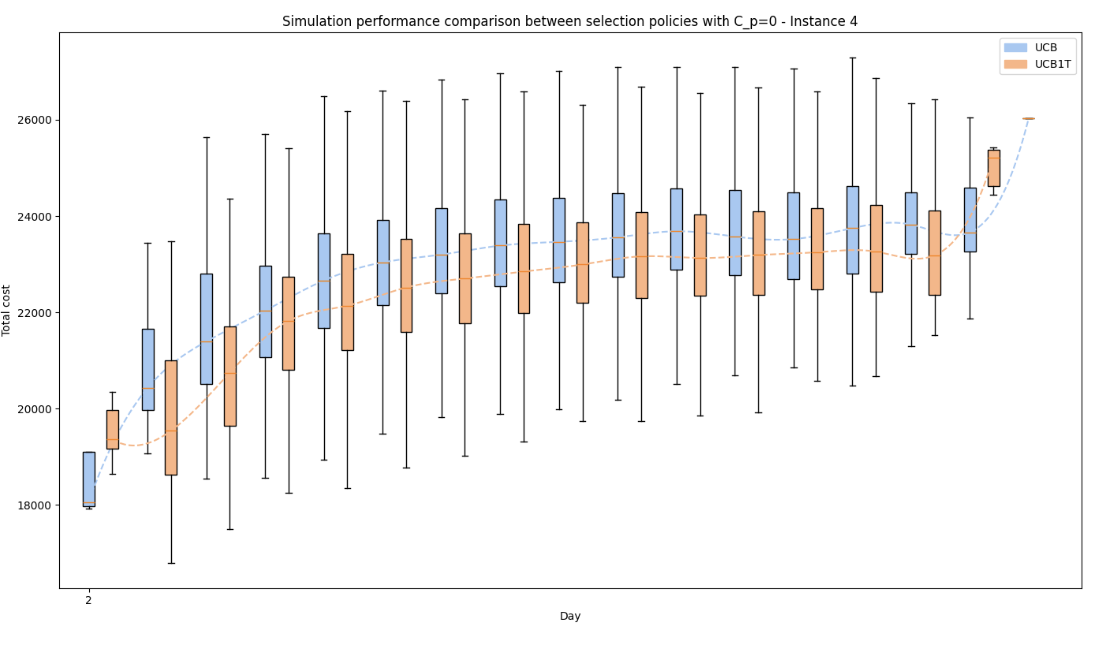 Simulation performance comparison between selection policies with C_p=0 - Instance 4
UCB
UCB1T
26000
24000
22000
20000
18000
Total cost
2
Day